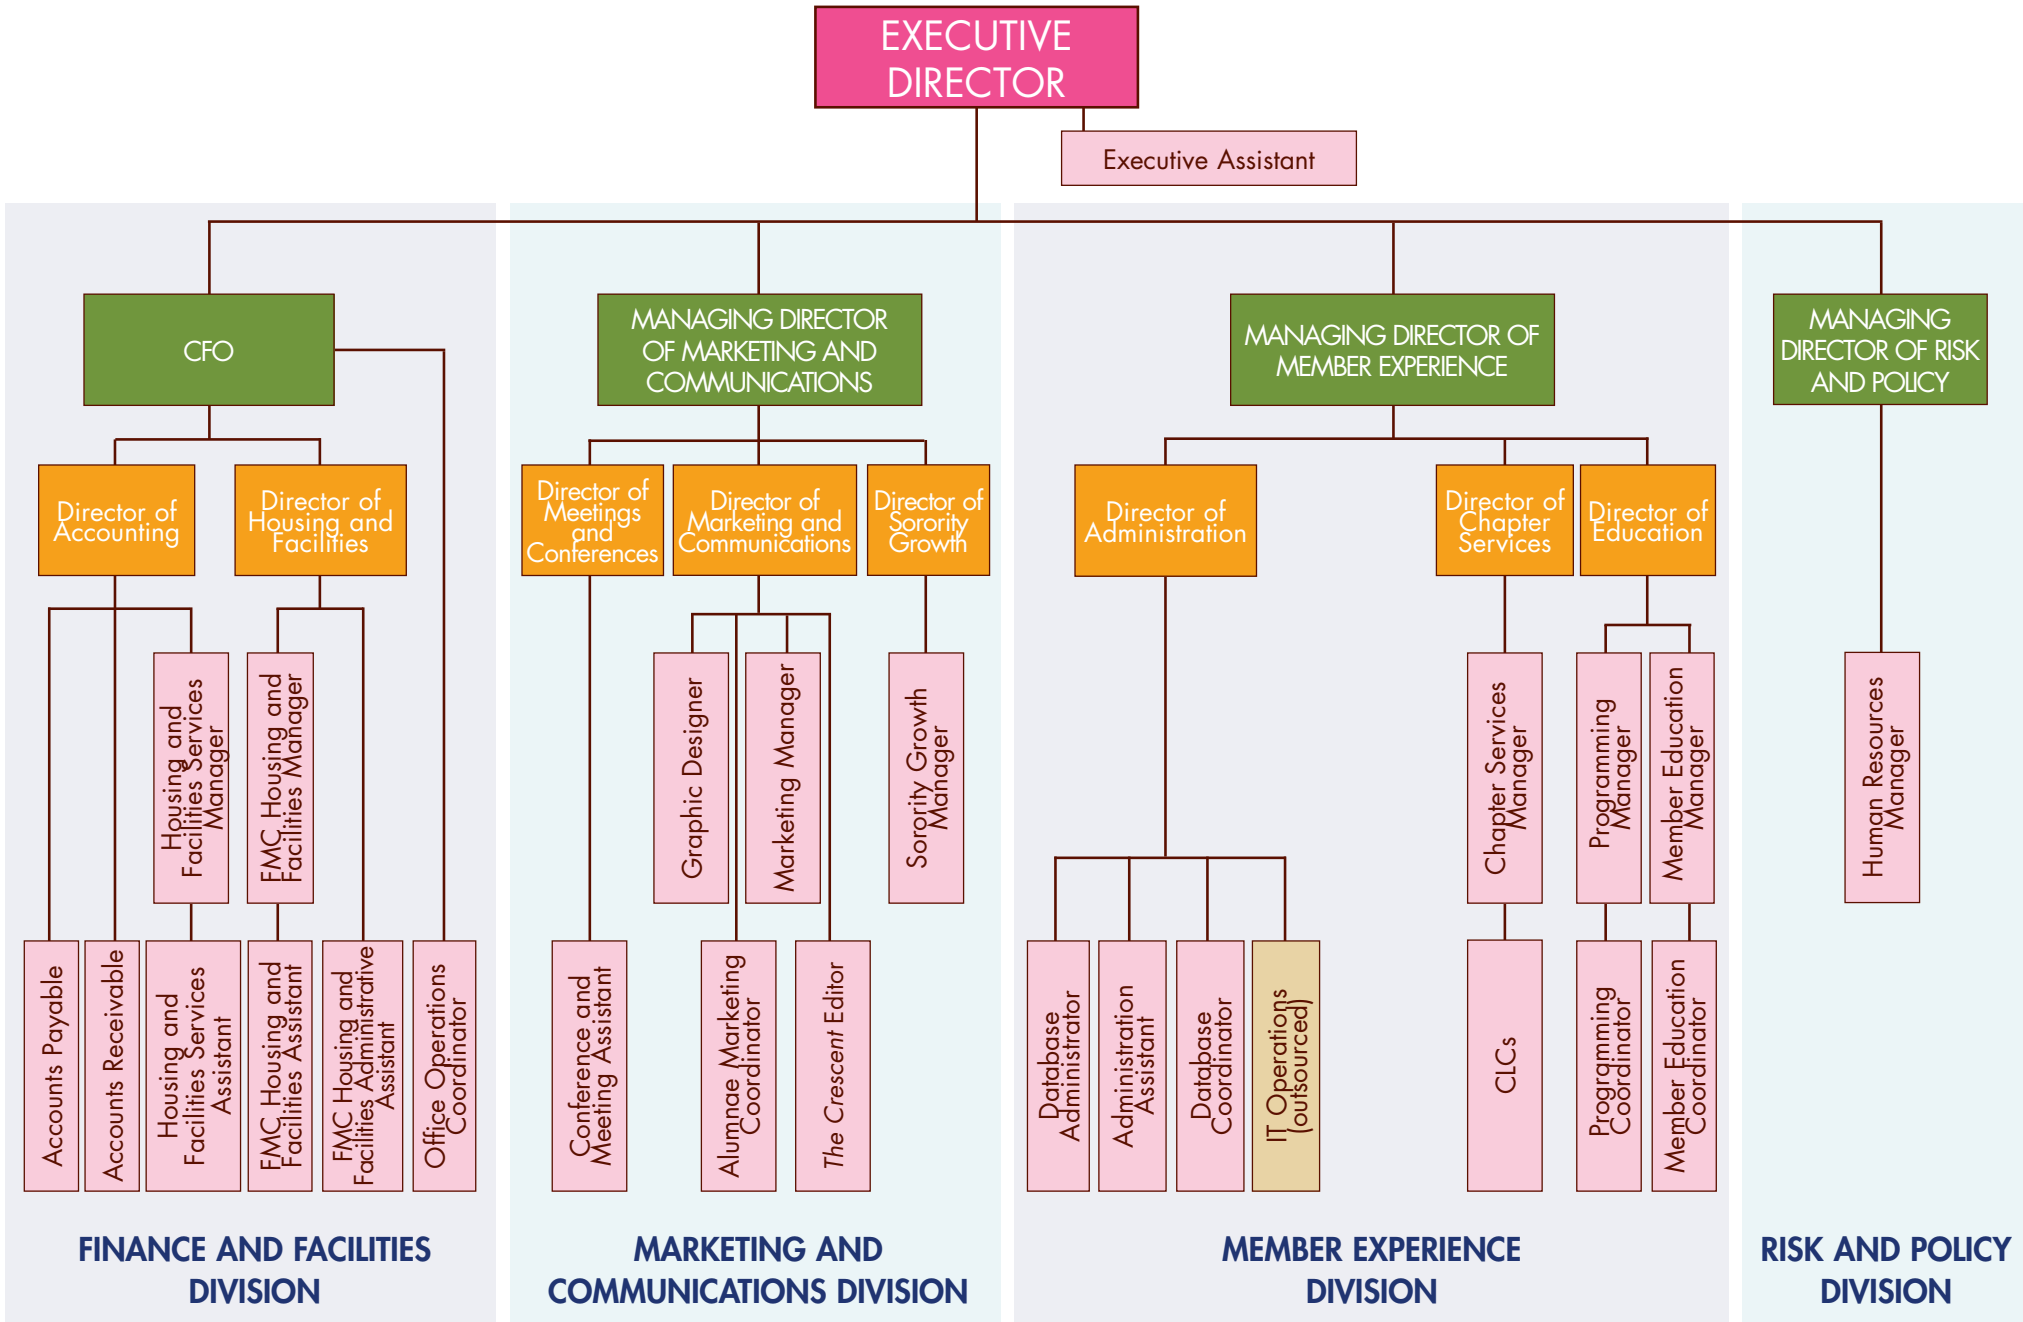 EXECUTIVE
DIRECTOR
Executive Assistant
CFO
MANAGING DIRECTOR
OF MARKETING AND
COMMUNICATIONS
MANAGING DIRECTOR OF
MEMBER EXPERIENCE
MANAGING
DIRECTOR OF RISK
AND POLICY
Director of
Accounting
Director of
Housing and
Facilities
Director of
Meetings
and
Conferences
Director of
Marketing and
Communications
Director of
Sorority
Growth
Director of
Administration
Director of
Chapter
Services
Director of
Education
Housing and
Facilities Services
Manager
FMC Housing and
Facilities Manager
Graphic Designer
Marketing Manager
Sorority Growth
Manager
Chapter Services
Manager
Programming
Manager
Member Education
Manager
Human Resources
Manager
Accounts Payable
Accounts Receivable
Housing and
Facilities Services
Assistant
FMC Housing and
Facilities Assistant
FMC Housing and
Facilities Administrative
Assistant
Office Operations
Coordinator
Conference and
Meeting Assistant
Alumnae Marketing
Coordinator
The Crescent Editor
Database
Administrator
Administration
Assistant
Database
Coordinator
IT Operations
(outsourced)
CLCs
Programming
Coordinator
Member Education
Coordinator
FINANCE AND FACILITIES
DIVISION
MARKETING AND
COMMUNICATIONS DIVISION
MEMBER EXPERIENCE
DIVISION
RISK AND POLICY
DIVISION